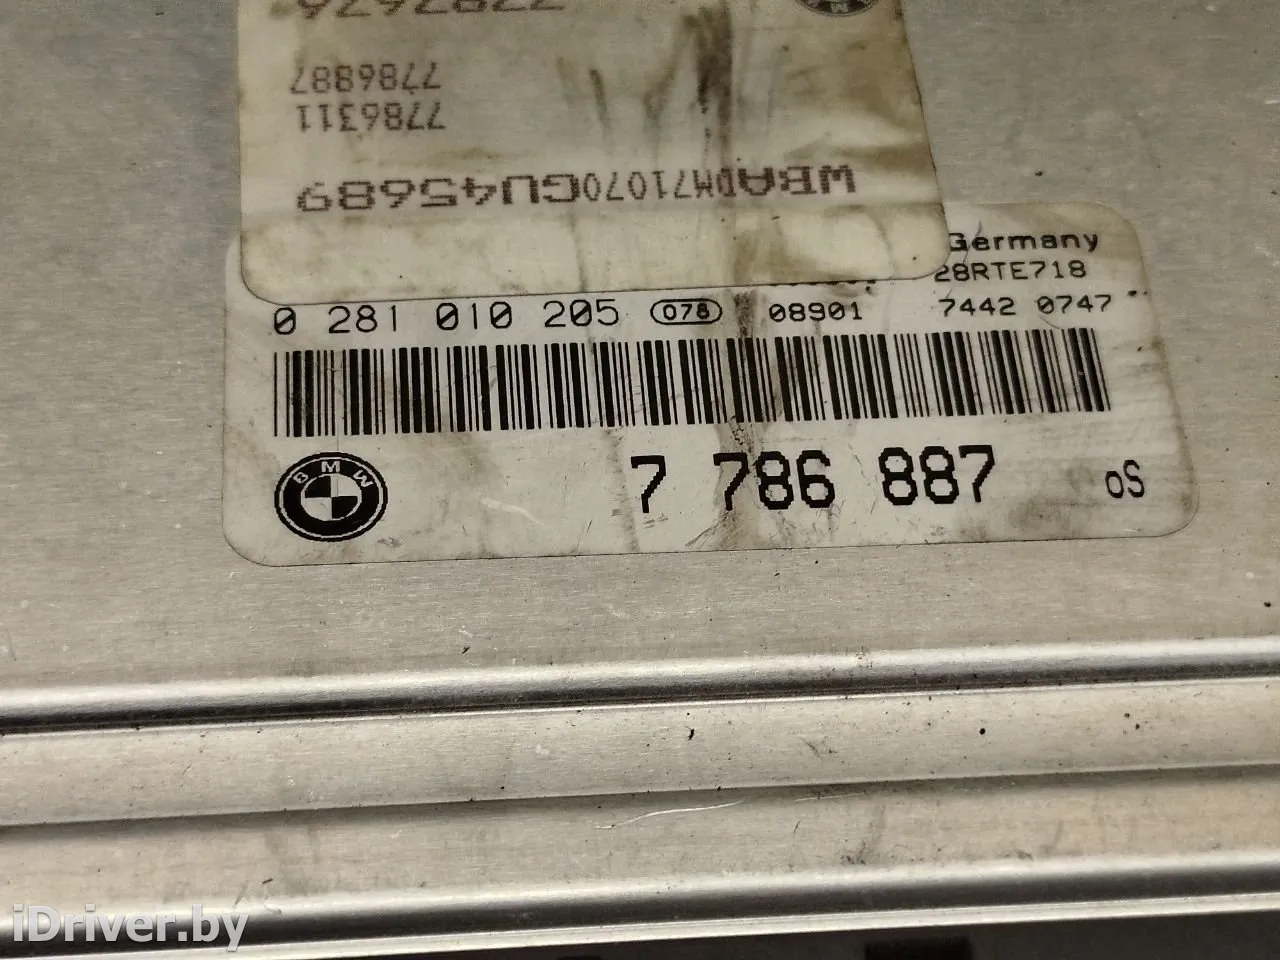 WBADM71070GU45689
7786311
7786887
Germany
28RTE718
0 281 010 205 078 08901 7442 0747
BMW
7 786 887 oS
iDriver.by